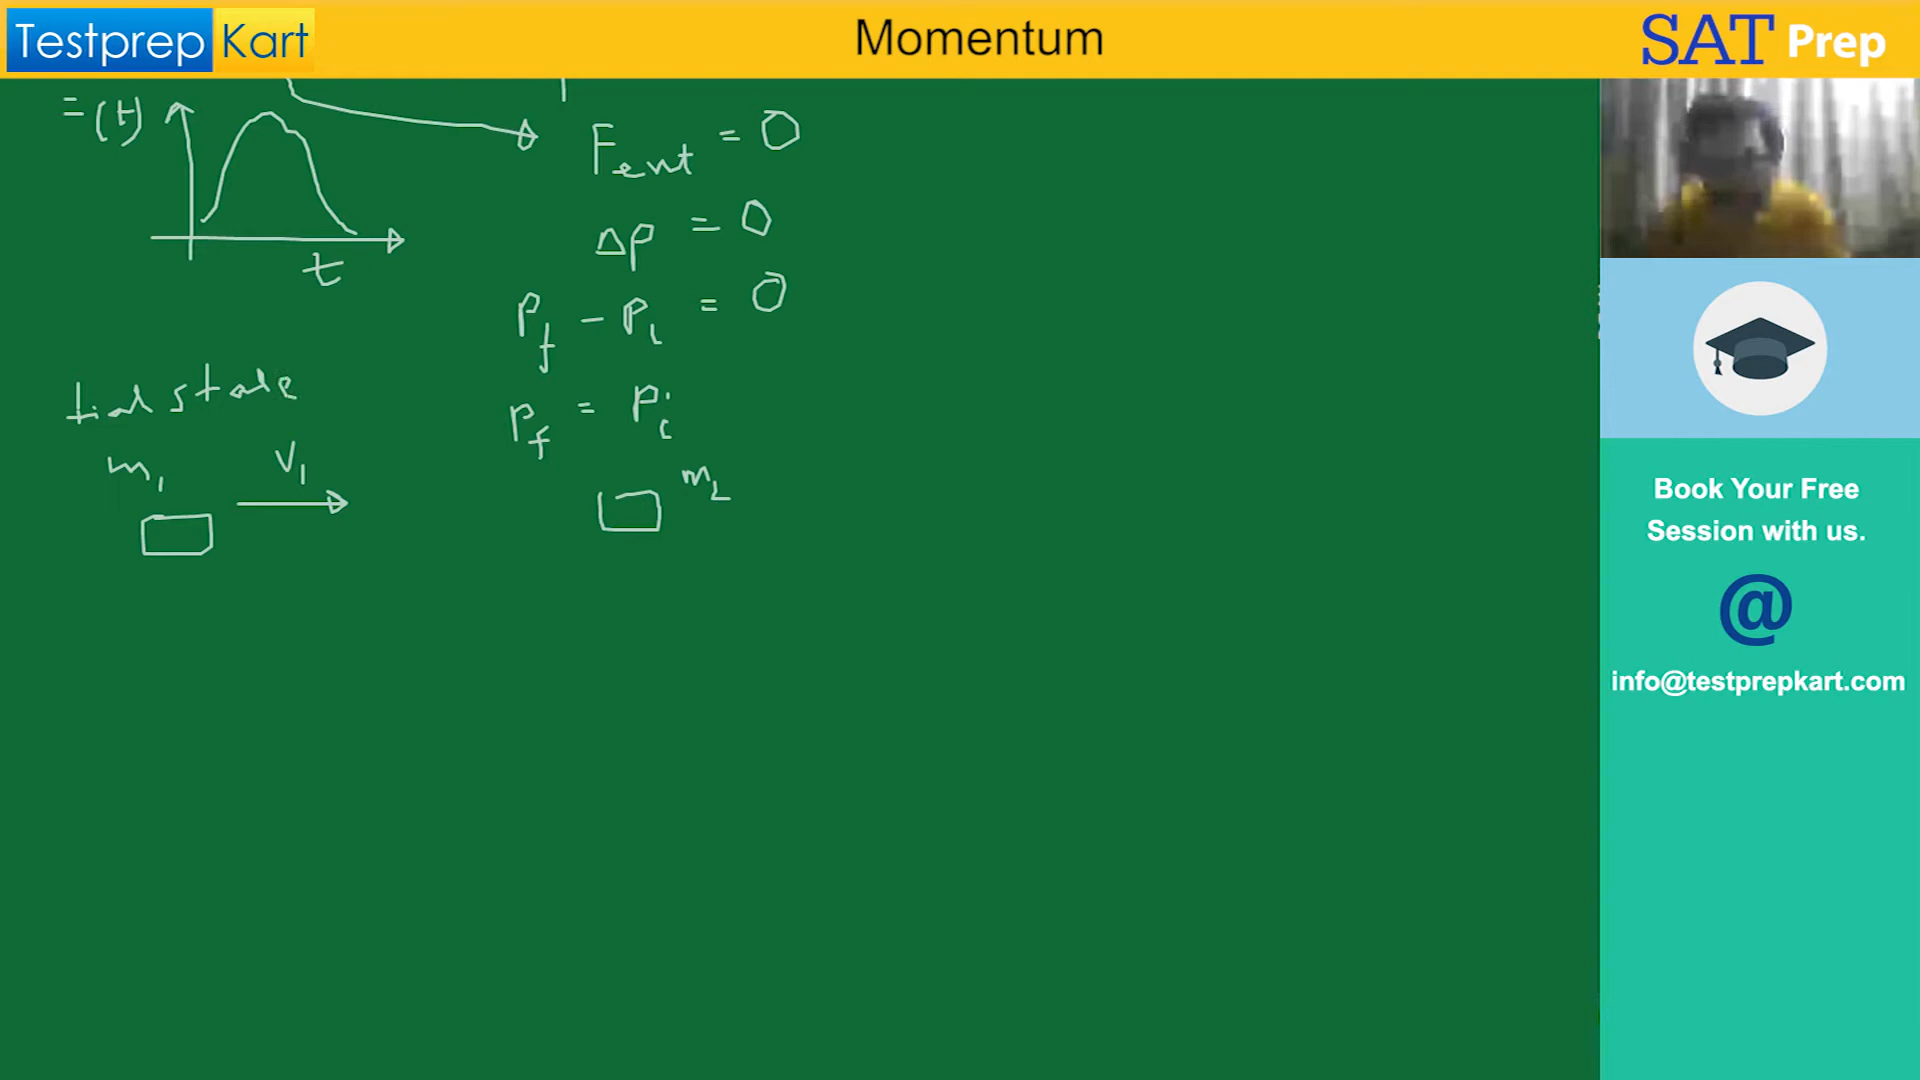 Testprep Kart
Momentum
SAT Prep
= (t)
t
Fext = 0
Δp = 0
Pf - Pi = 0
Pf = Pi
tial state
m1
V1
m2
Book Your Free
Session with us.
@
info@testprepkart.com